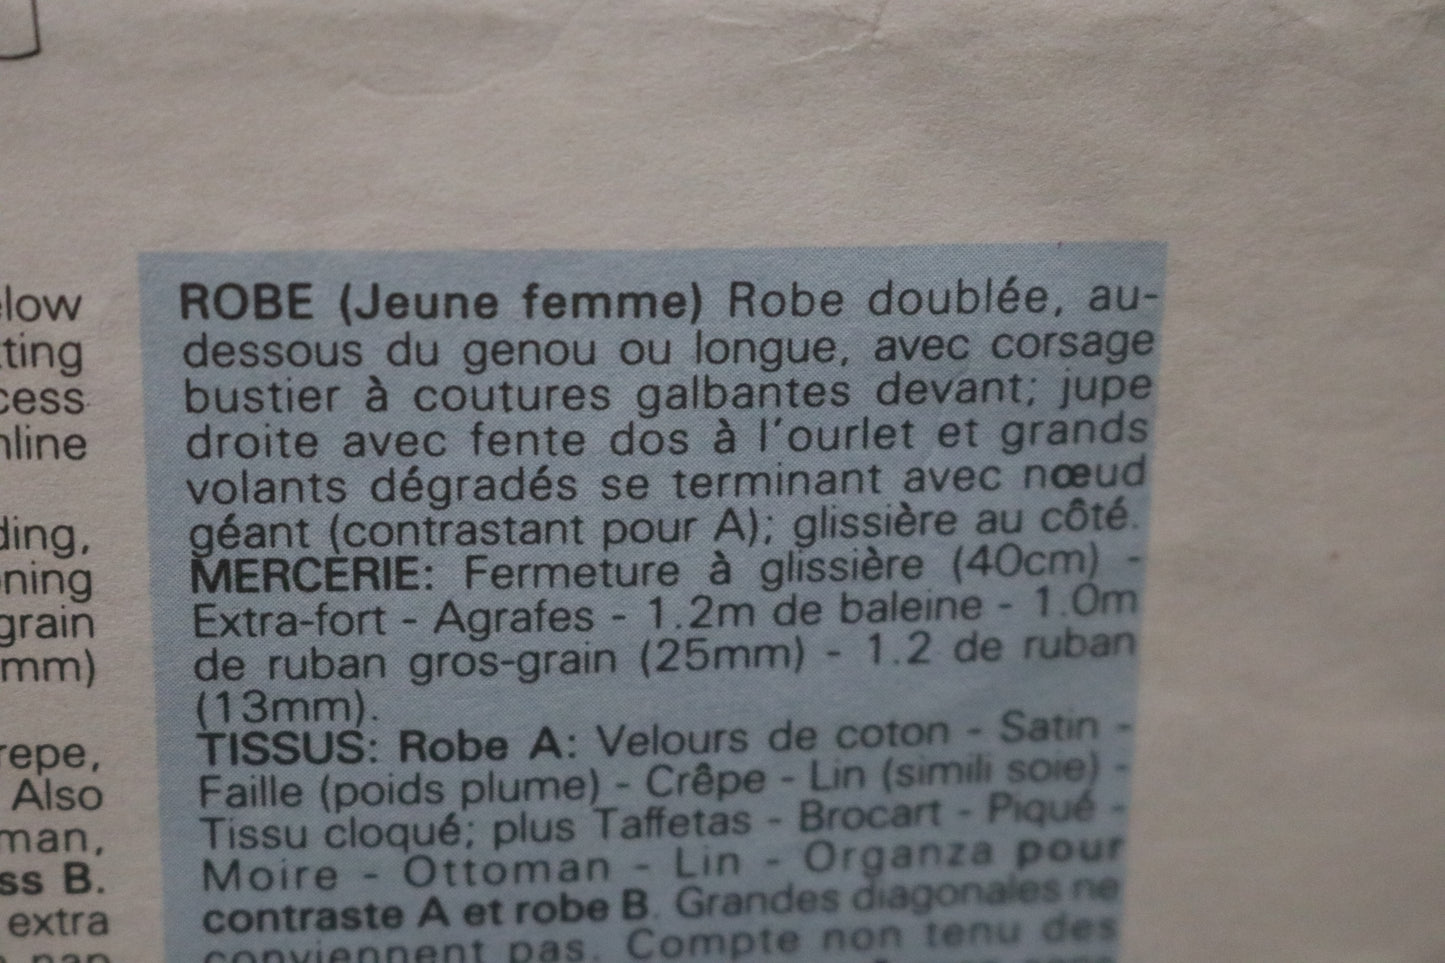 elow
ting
cess
nline
ding,
ning
grain
mm)
repe,
Also
man,
ss B.
extra
nap
ROBE (Jeune femme) Robe doublée, au-
dessous du genou ou longue, avec corsage
bustier à coutures galbantes devant; jupe
droite avec fente dos à l'ourlet et grands
volants dégradés se terminant avec nœud
géant (contrastant pour A); glissière au côté.
MERCERIE: Fermeture à glissière (40cm) -
Extra-fort - Agrafes - 1.2m de baleine - 1.0m
de ruban gros-grain (25mm) - 1.2 de ruban
(13mm).
TISSUS: Robe A: Velours de coton - Satin -
Faille (poids plume) - Crêpe - Lin (simili soie) -
Tissu cloqué; plus Taffetas - Brocart - Piqué -
Moire - Ottoman - Lin - Organza pour
contraste A et robe B. Grandes diagonales ne
conviennent pas. Compte non tenu des